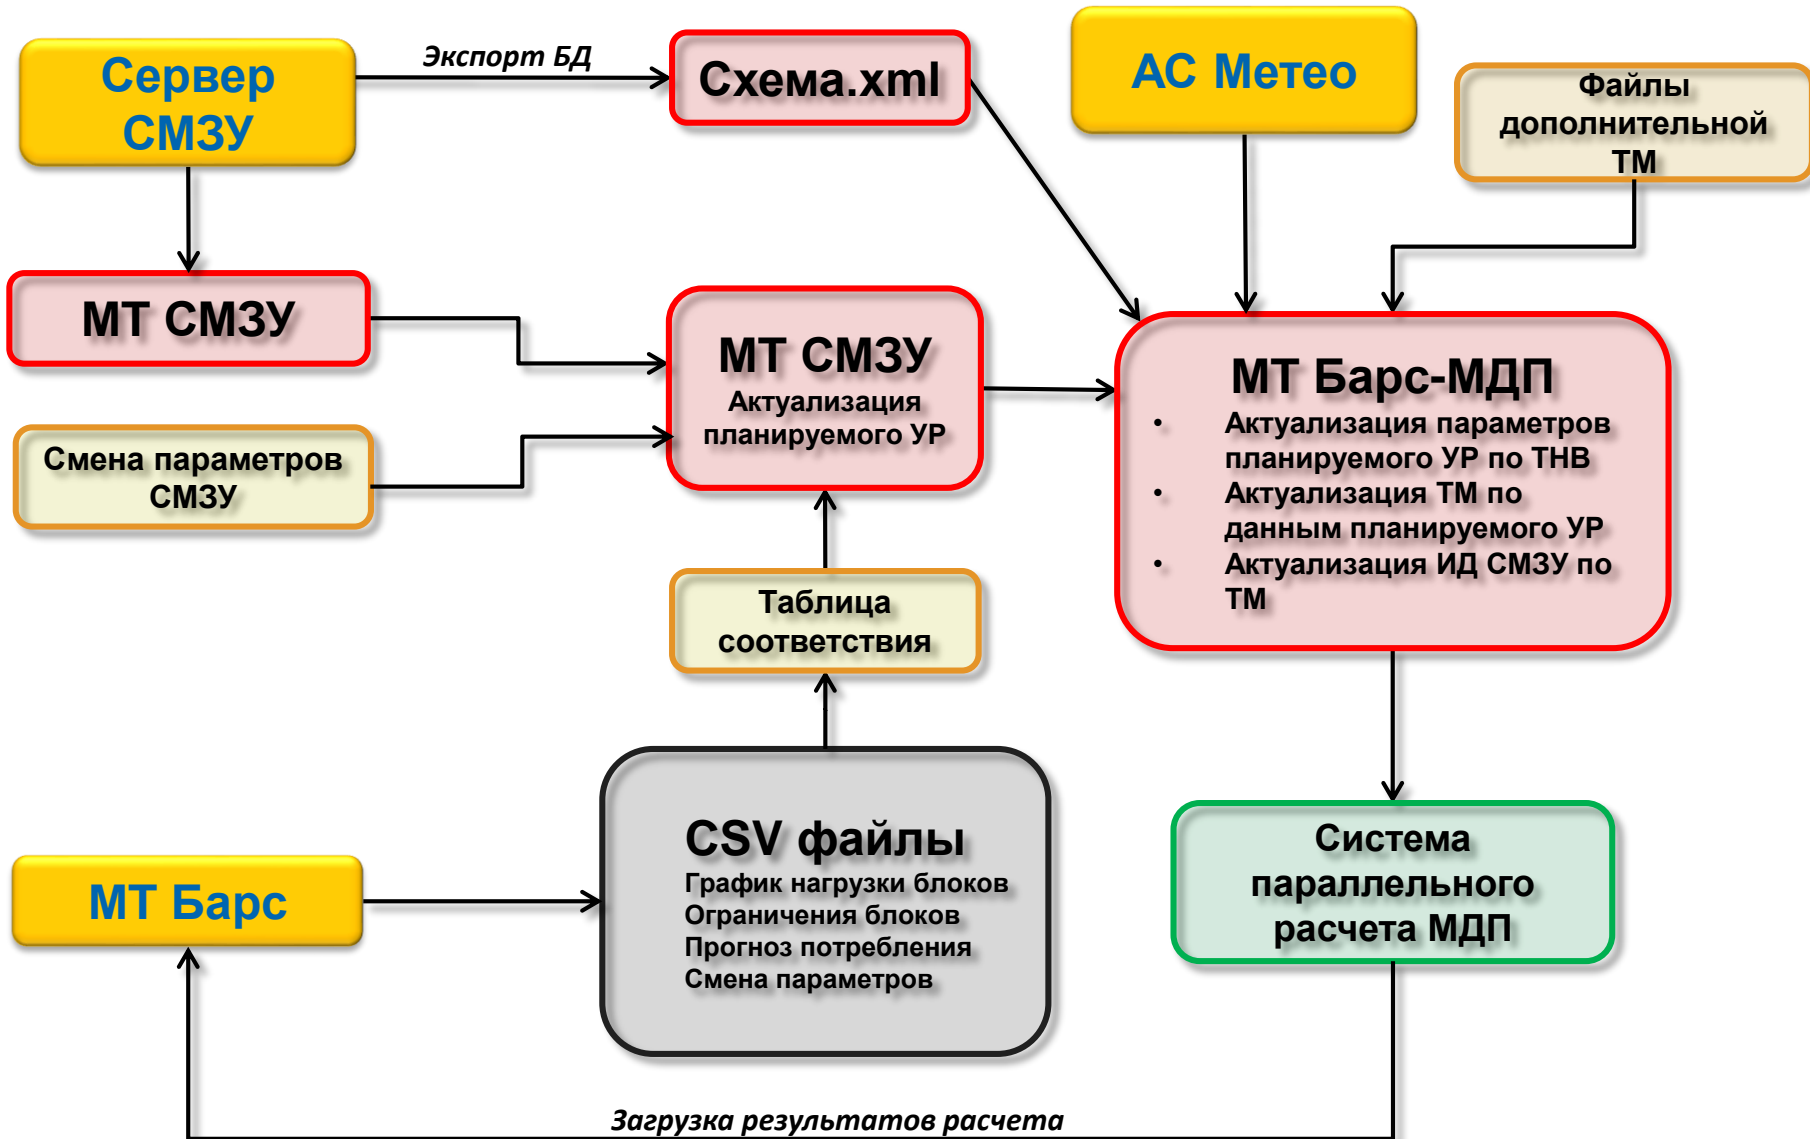 Сервер
СМЗУ
Экспорт БД
Схема.xml
АС Метео
Файлы
дополнительной
ТМ
МТ СМЗУ
МТ СМЗУ
Актуализация
планируемого УР
Смена параметров
СМЗУ
МТ Барс-МДП
• Актуализация параметров
планируемого УР по ТНВ
• Актуализация ТМ по
данным планируемого УР
• Актуализация ИД СМЗУ по
ТМ
Таблица
соответствия
CSV файлы
График нагрузки блоков
Ограничения блоков
Прогноз потребления
Смена параметров
МТ Барс
Система
параллельного
расчета МДП
Загрузка результатов расчета